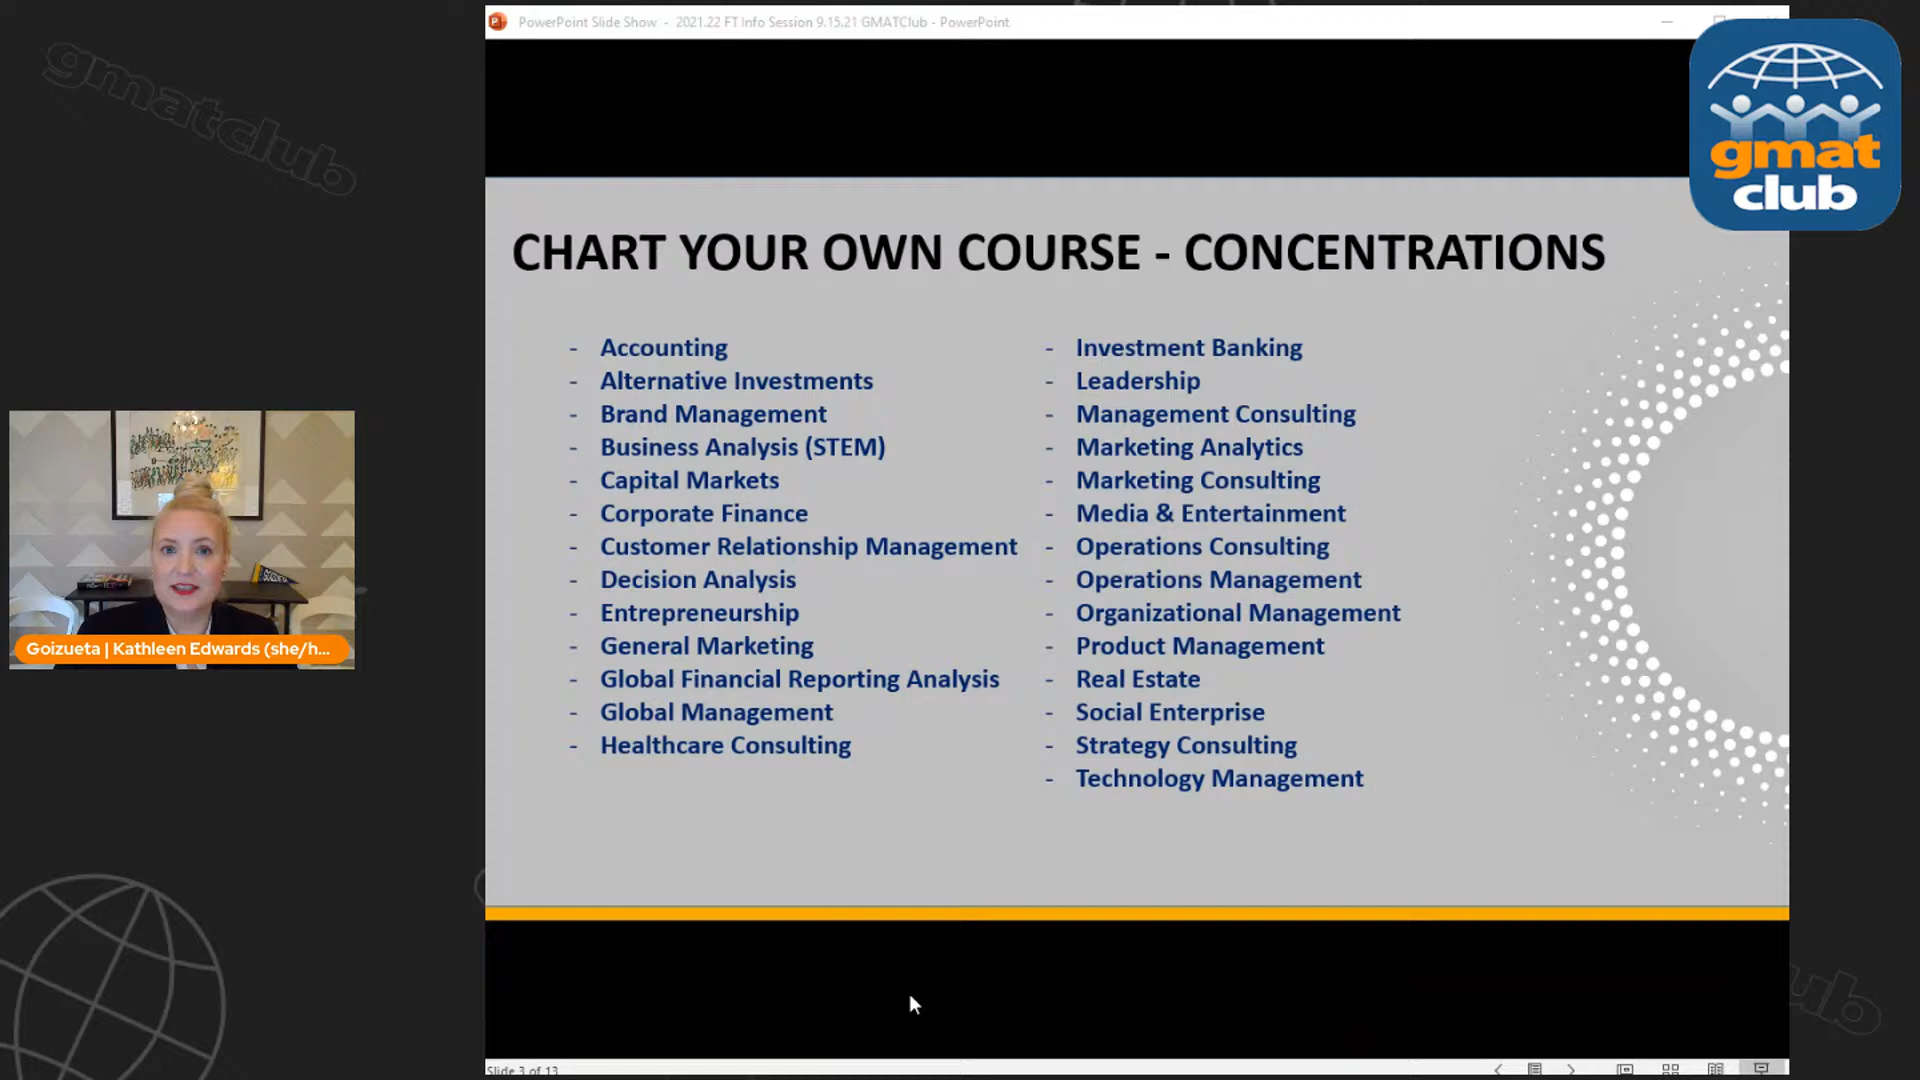 PowerPoint Slide Show - 2021.22 FT Info Session 9.15.21 GMATClub - PowerPoint
gmatclub
gmat
club
CHART YOUR OWN COURSE - CONCENTRATIONS
- Accounting
- Alternative Investments
- Brand Management
- Business Analysis (STEM)
- Capital Markets
- Corporate Finance
- Customer Relationship Management
- Decision Analysis
- Entrepreneurship
- General Marketing
- Global Financial Reporting Analysis
- Global Management
- Healthcare Consulting
- Investment Banking
- Leadership
- Management Consulting
- Marketing Analytics
- Marketing Consulting
- Media & Entertainment
- Operations Consulting
- Operations Management
- Organizational Management
- Product Management
- Real Estate
- Social Enterprise
- Strategy Consulting
- Technology Management
Goizueta | Kathleen Edwards (she/h...
Slide 3 of 13